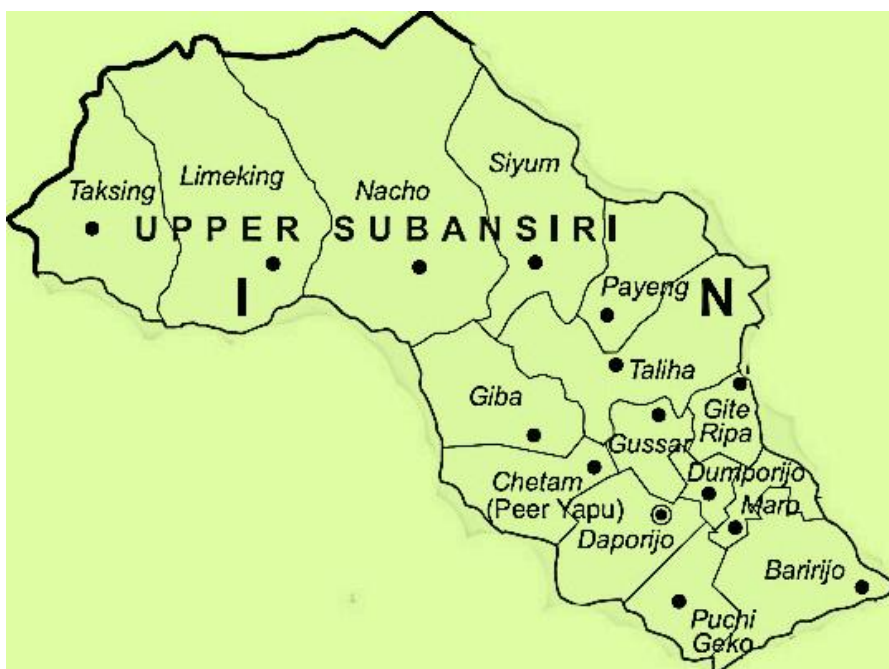 Siyum
Taksing
Limeking
Nacho
UPPER SUBANSIRI
I
Payeng
N
Taliha
Giba
Gite
Ripa
Gussar
Chetam
(Peer Yapu)
Dumporijo
Maro
Daporijo
Baririjo
Puchi
Geko